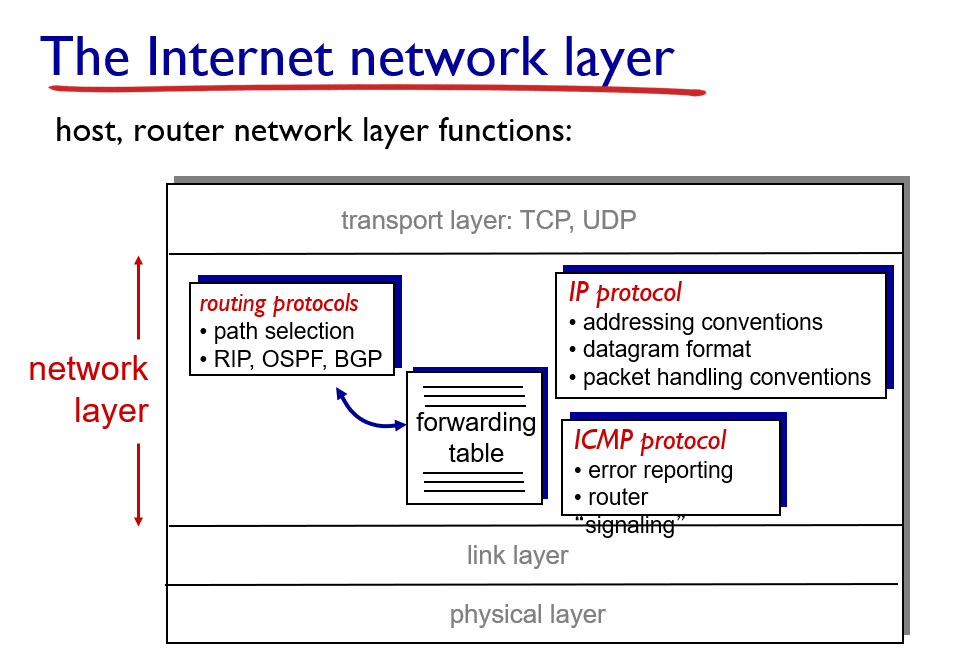 The Internet network layer
host, router network layer functions:
transport layer: TCP, UDP
network
layer
routing protocols
• path selection
• RIP, OSPF, BGP
forwarding
table
IP protocol
• addressing conventions
• datagram format
• packet handling conventions
ICMP protocol
• error reporting
• router
“signaling”
link layer
physical layer